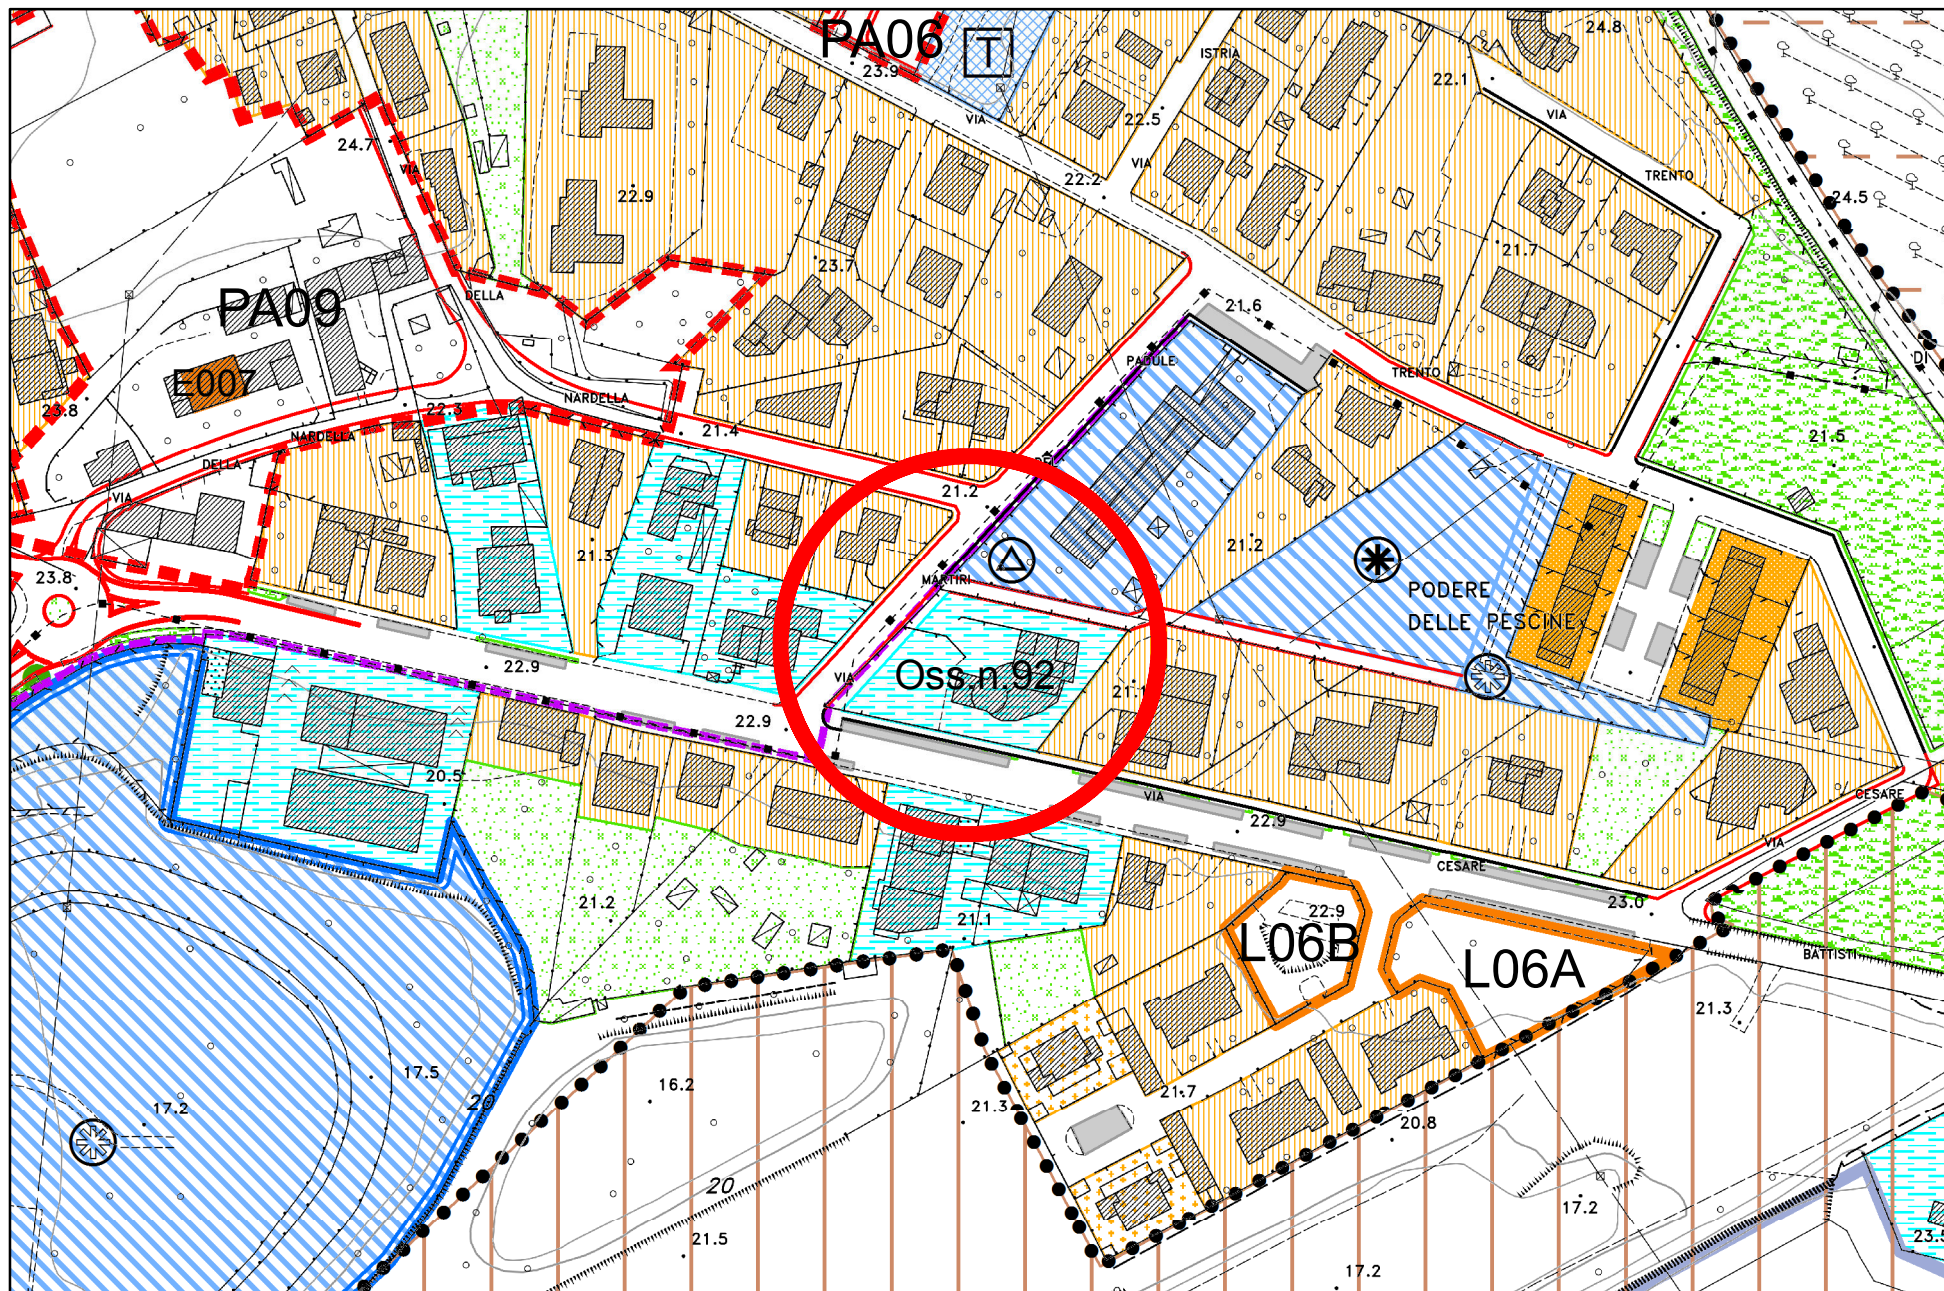 PA06
T
ISTRIA
24.8
23.9
22.1
VIA
22.5
VIA
24.7
VIA
VIA
22.2
TRENTO
22.9
24.5
21.7
23.7
DELLA
PA09
21.6
PADULE
DI
TRENTO
E007
NARDELLA
23.8
22.3
21.4
NARDELLA
21.5
DELLA
DEL
21.2
VIA
21.3
21.2
23.8
MARTIRI
PODERE
DELLE PESCINE
22.9
VIA
Oss.n.92
21.1
22.9
20.5
VIA
CESARE
22.9
VIA
CESARE
21.2
21.1
22.9
23.0
L06B
L06A
BATTISTI
21.3
17.5
16.2
20
17.2
21.3
21.7
20.8
20
17.2
21.5
23.5
17.2